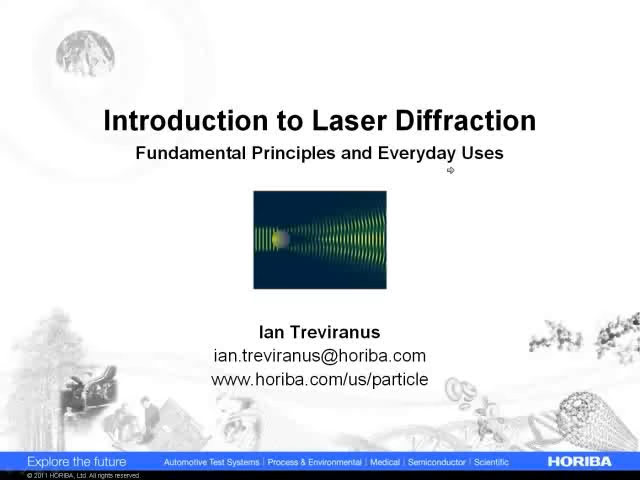 Introduction to Laser Diffraction
Fundamental Principles and Everyday Uses
Ian Treviranus
ian.treviranus@horiba.com
www.horiba.com/us/particle
Explore the future
Automotive Test Systems | Process & Environmental | Medical | Semiconductor | Scientific
HORIBA
© 2011 HORIBA, Ltd. All rights reserved.